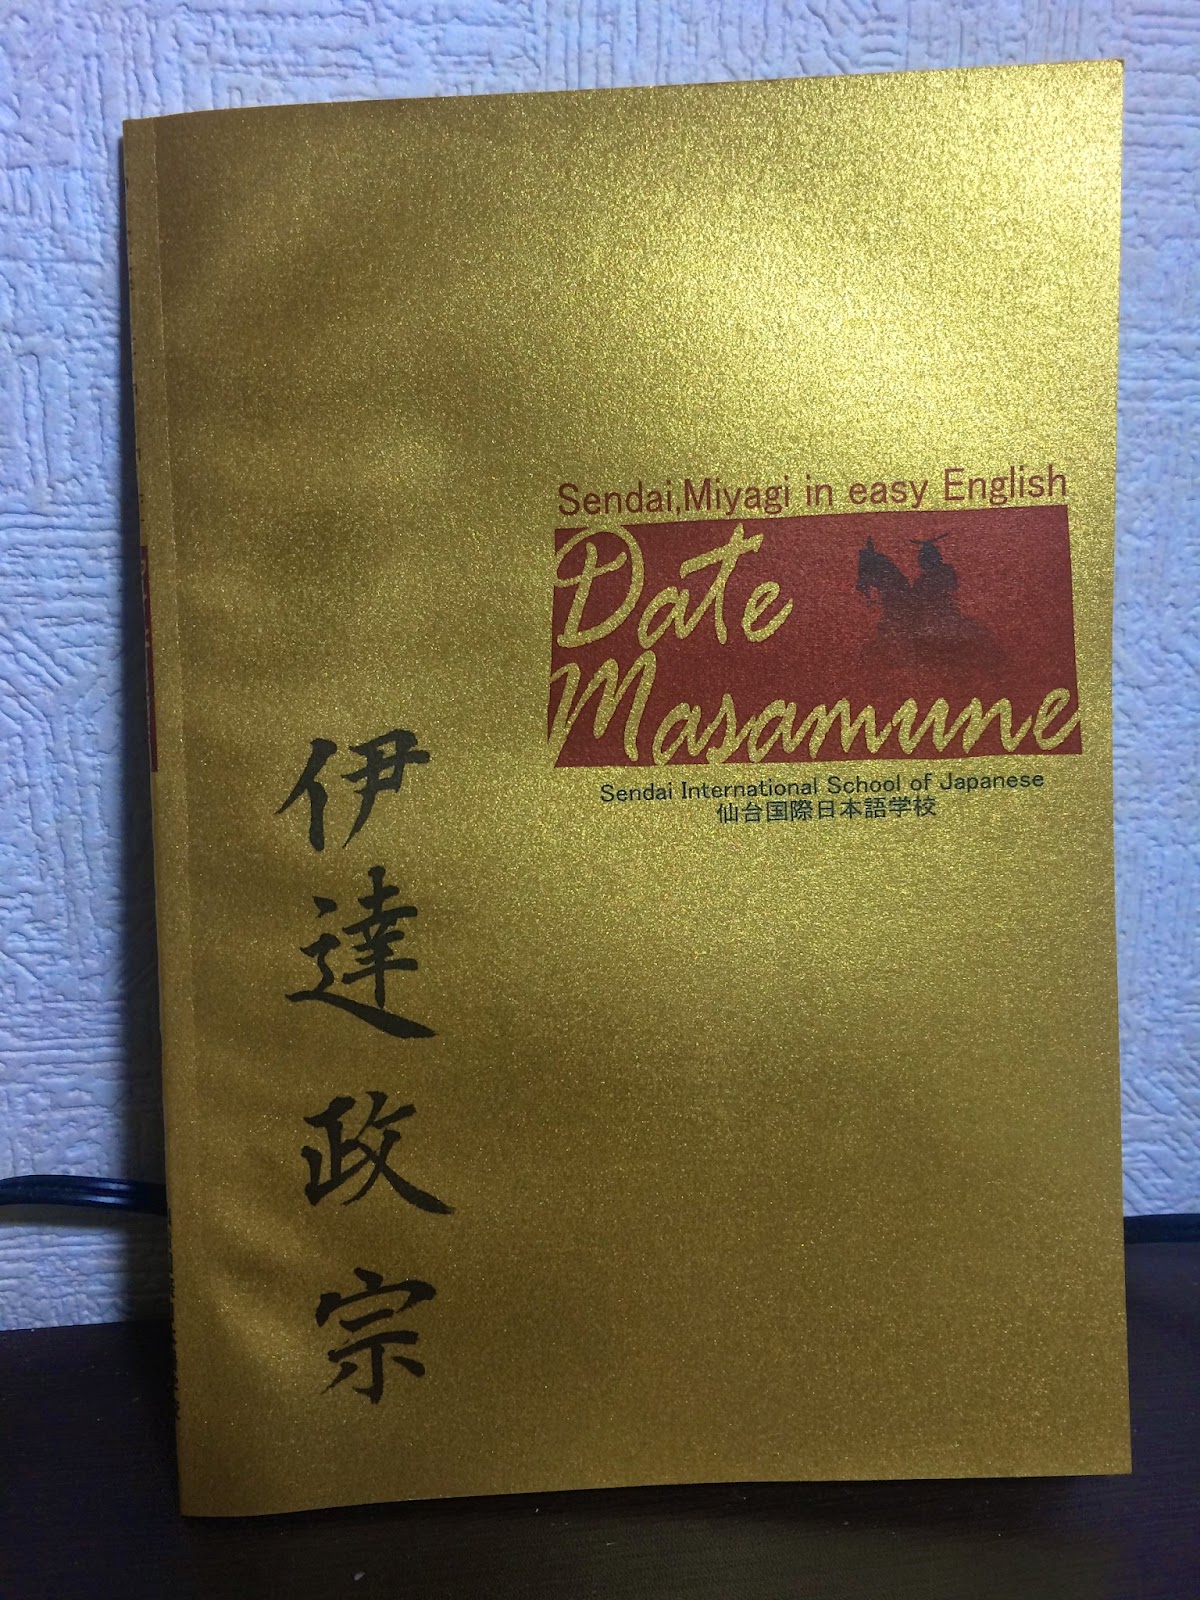 Sendai,Miyagi in easy English
Date
Masamune
Sendai International School of Japanese
仙台国際日本語学校
伊達政宗